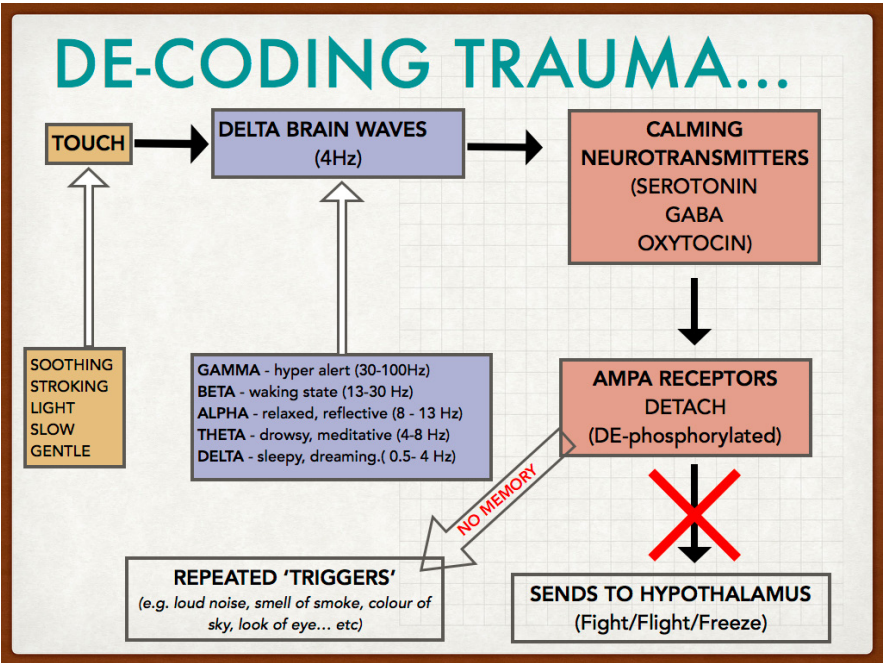 DE-CODING TRAUMA...
TOUCH
DELTA BRAIN WAVES
(4Hz)
CALMING
NEUROTRANSMITTERS
(SEROTONIN
GABA
OXYTOCIN)
SOOTHING
STROKING
LIGHT
SLOW
GENTLE
GAMMA - hyper alert (30-100Hz)
BETA - waking state (13-30 Hz)
ALPHA - relaxed, reflective (8 - 13 Hz)
THETA - drowsy, meditative (4-8 Hz)
DELTA - sleepy, dreaming.( 0.5- 4 Hz)
AMPA RECEPTORS
DETACH
(DE-phosphorylated)
NO MEMORY
REPEATED ‘TRIGGERS’
(e.g. loud noise, smell of smoke, colour of
sky, look of eye... etc)
SENDS TO HYPOTHALAMUS
(Fight/Flight/Freeze)